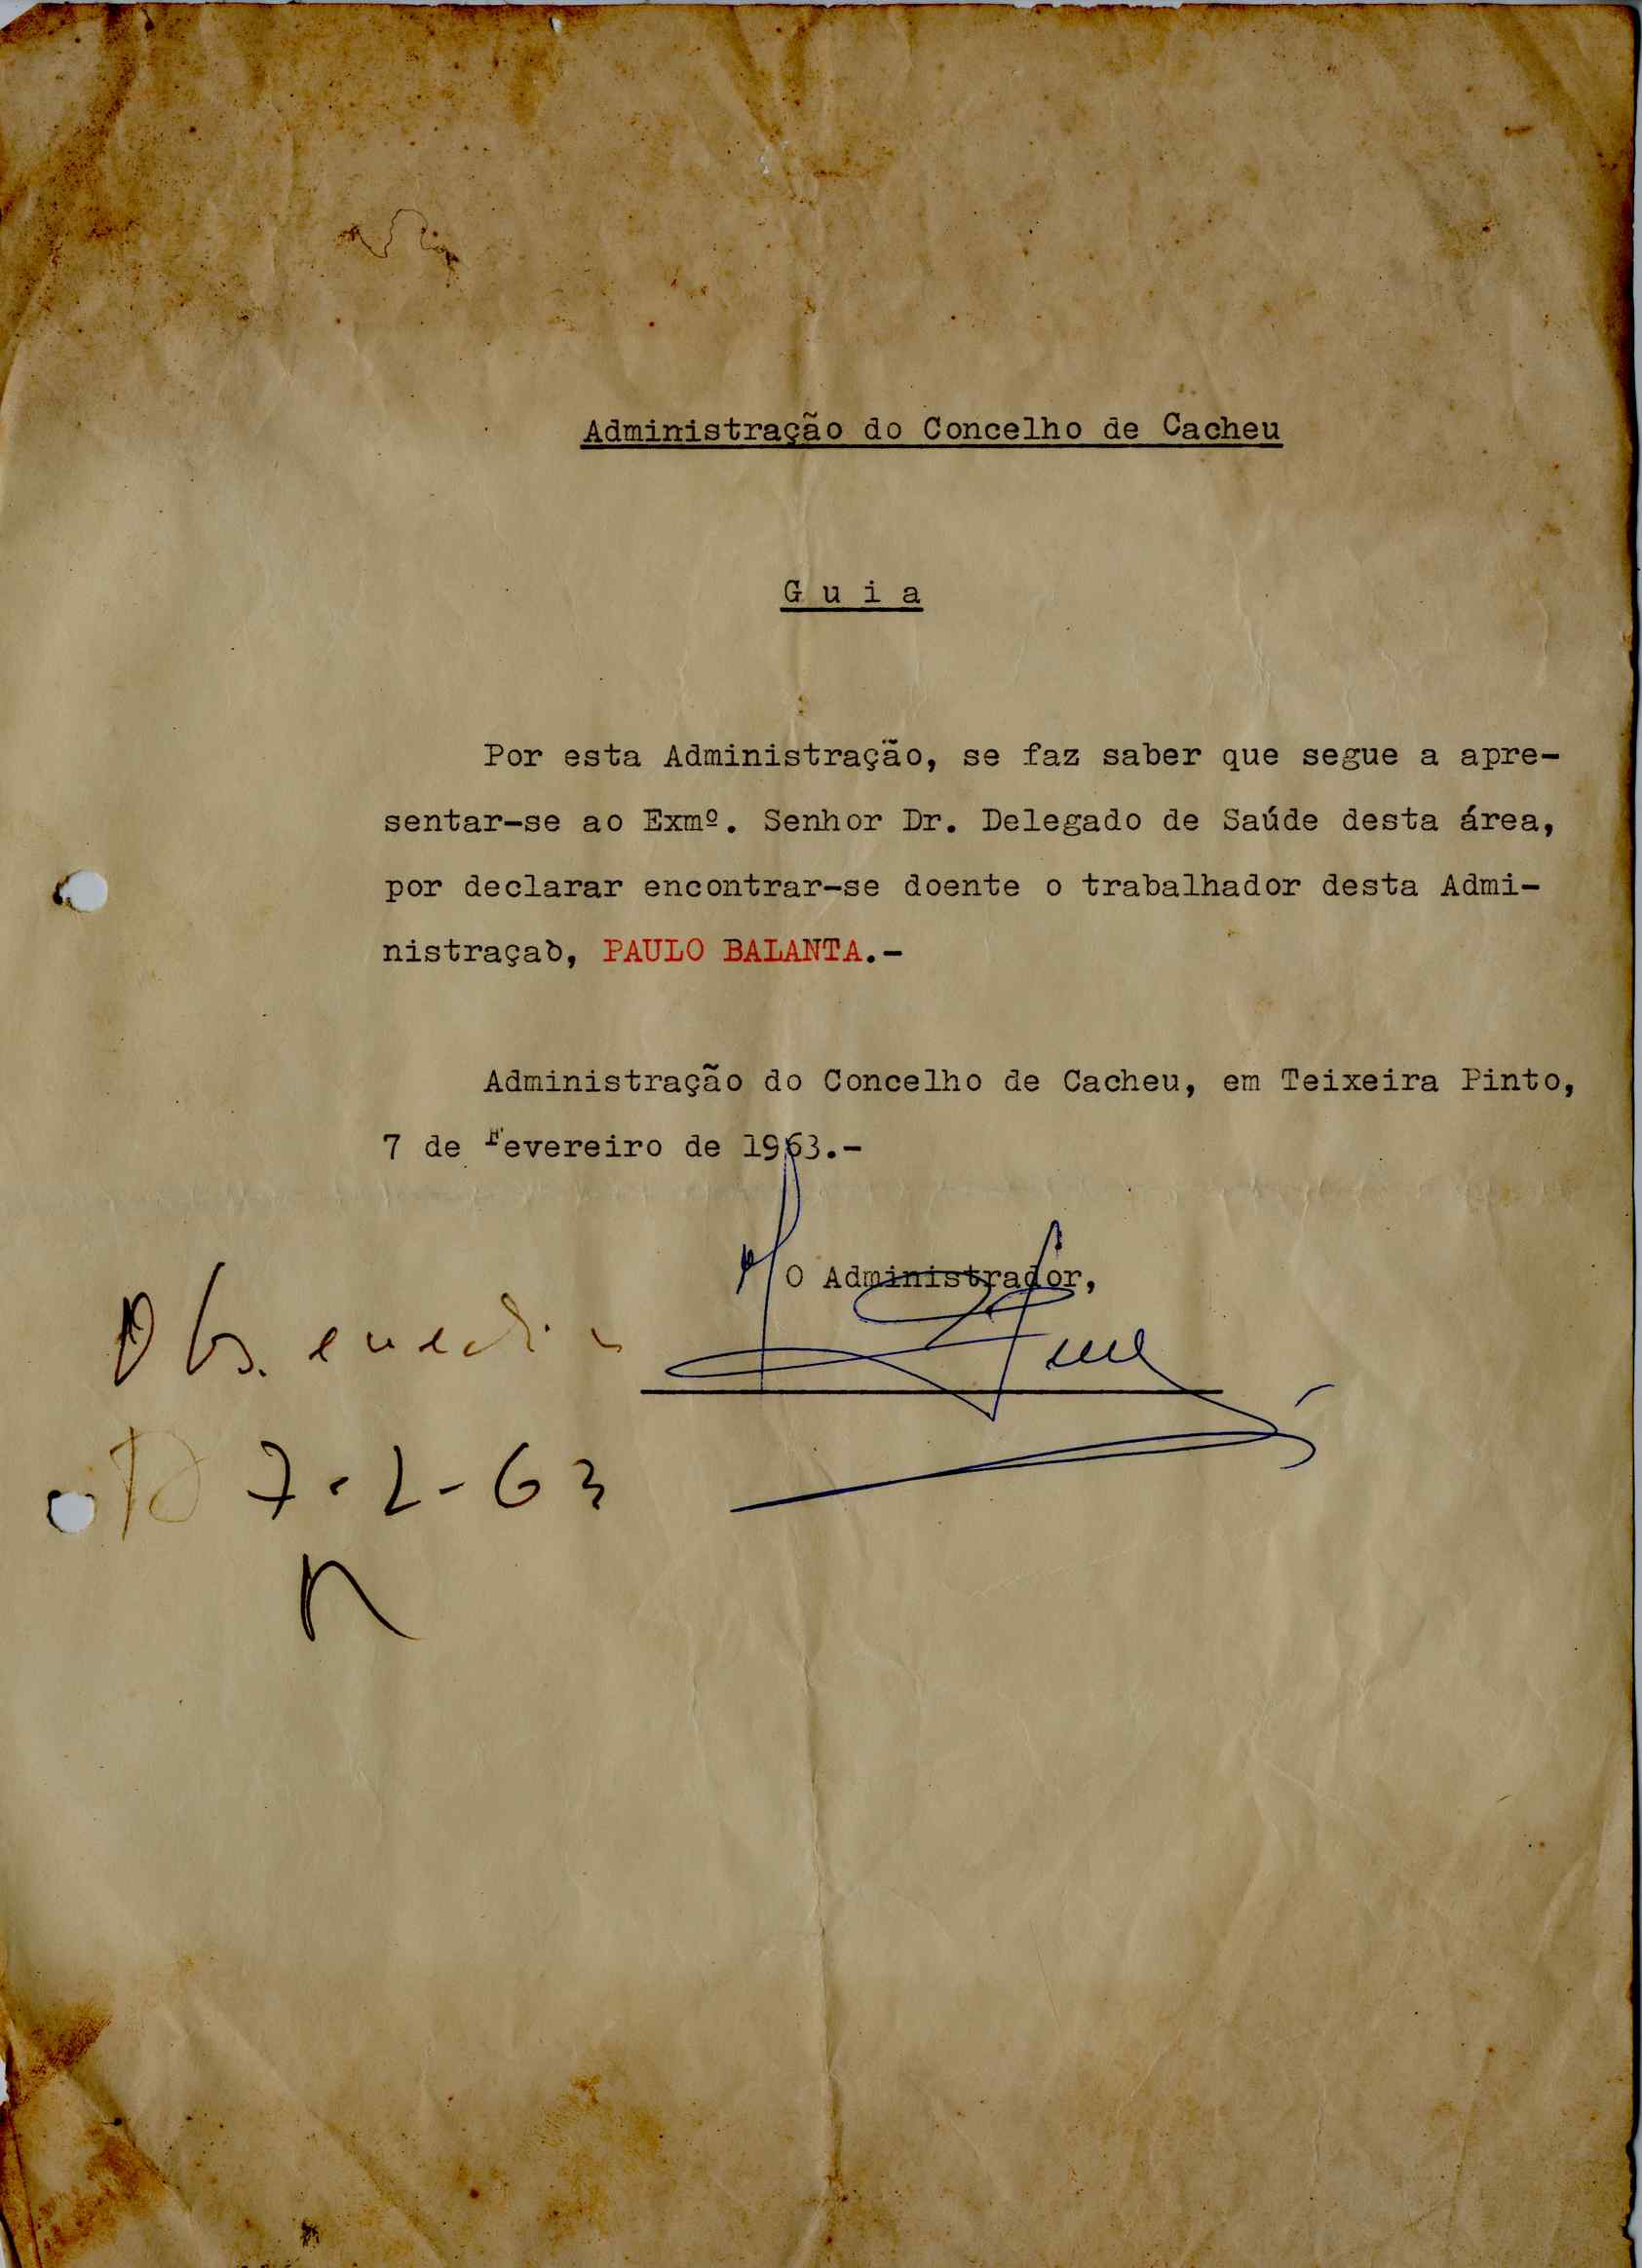 Administração do Concelho de Cacheu
G u i a
Por esta Administração, se faz saber que segue a apre-
sentar-se ao Exmº. Senhor Dr. Delegado de Saúde desta área,
por declarar encontrar-se doente o trabalhador desta Admi-
nistraçao, PAULO BALANTA.-
Administração do Concelho de Cacheu, em Teixeira Pinto,
7 de Fevereiro de 1963.-
O Administrador,
Obs.
7-2-63